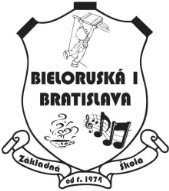 BIELORUSKÁ 1
BRATISLAVA
Základná Škola
od r. 1974